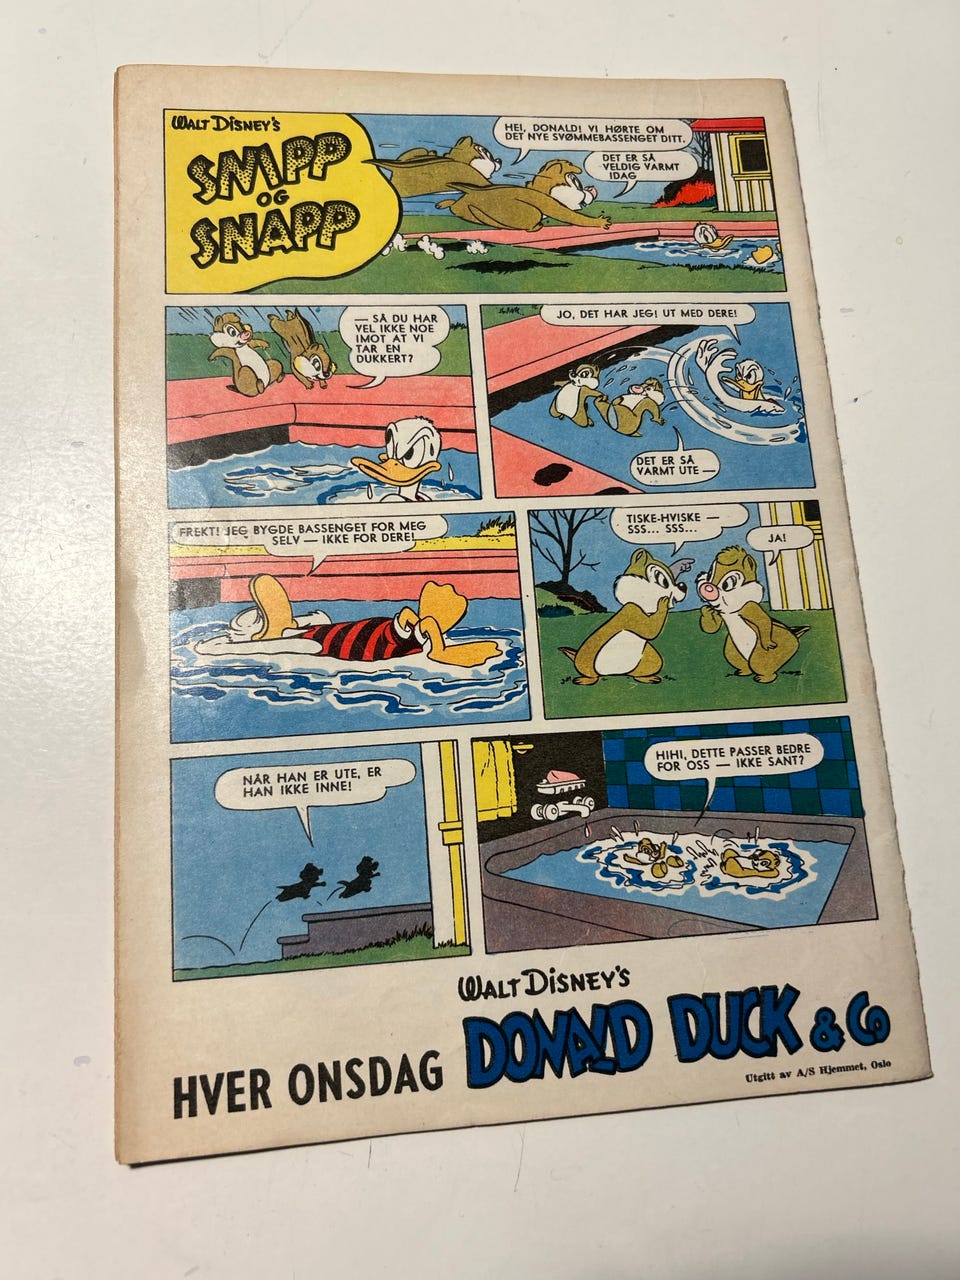 WALT DISNEY'S
SNIPP
OG
SNAPP
HEI, DONALD! VI HØRTE OM
DET NYE SVØMMEBASSENGET DITT.
DET ER SÅ
VELDIG VARMT
IDAG
— SÅ DU HAR
VEL IKKE NOE
IMOT AT VI
TAR EN
DUKKERT?
JO, DET HAR JEG! UT MED DERE!
DET ER SÅ
VARMT UTE —
FREKT! JEG BYGDE BASSENGET FOR MEG
SELV — IKKE FOR DERE!
TISKE-HVISKE —
SSS... SSS...
JA!
NÅR HAN ER UTE, ER
HAN IKKE INNE!
HIHI, DETTE PASSER BEDRE
FOR OSS — IKKE SANT?
WALT DISNEY'S
HVER ONSDAG DONALD DUCK & Co
Utgitt av A/S Hjemmet, Oslo